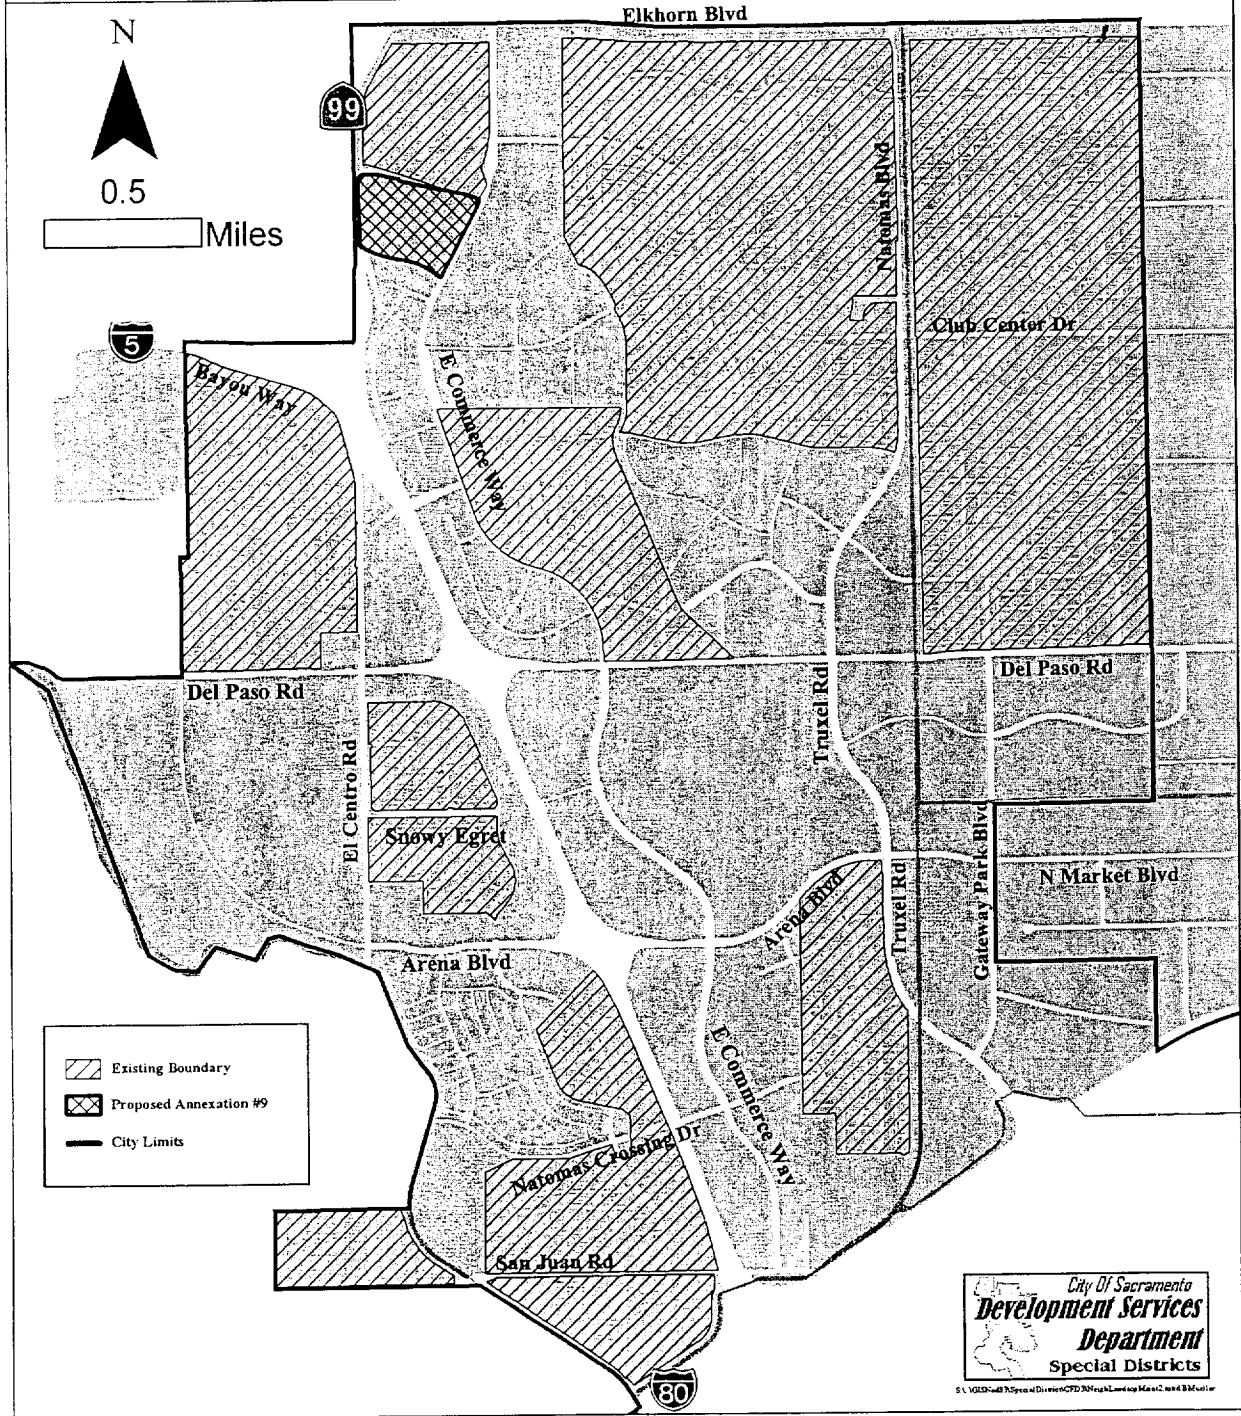 Elkhorn Blvd
N
99
0.5
Miles
Natomas Blvd
Club Center Dr
5
Bayou Way
E Commerce Way
Del Paso Rd
Del Paso Rd
Truxel Rd
El Centro Rd
Snowy Egret
Gateway Park Blvd
N Market Blvd
Truxel Rd
Arena Blvd
Arena Blvd
E Commerce Way
Existing Boundary
Proposed Annexation #9
City Limits
Natomas Crossing Dr
San Juan Rd
80
City Of Sacramento
Development Services
Department
Special Districts